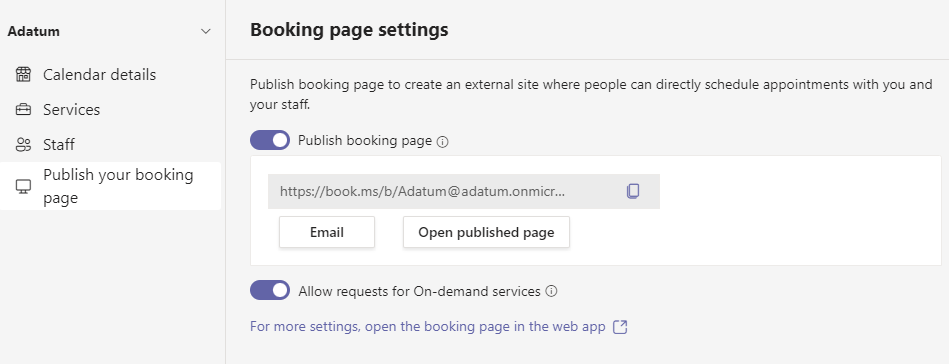 Adatum
Calendar details
Services
Staff
Publish your booking
page
Booking page settings
Publish booking page to create an external site where people can directly schedule appointments with you and
your staff.
Publish booking page
https://book.ms/b/Adatum@adatum.onmicr...
Email
Open published page
Allow requests for On-demand services
For more settings, open the booking page in the web app